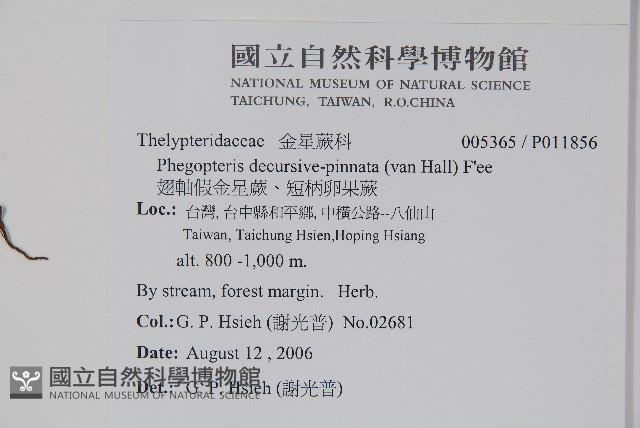 國立自然科學博物館
NATIONAL MUSEUM OF NATURAL SCIENCE
TAICHUNG, TAIWAN, R.O.CHINA
Thelypteridaceae 金星蕨科 005365 / P011856
Phegopteris decursive-pinnata (van Hall) F'ee
翅軸假金星蕨、短柄卵果蕨
Loc.: 台灣, 台中縣和平鄉, 中橫公路--八仙山
Taiwan, Taichung Hsien,Hoping Hsiang
alt. 800 -1,000 m.
By stream, forest margin. Herb.
Col.: G. P. Hsieh (謝光普) No.02681
Date: August 12 , 2006
Det.: G. P. Hsieh (謝光普)
國立自然科學博物館
NATIONAL MUSEUM OF NATURAL SCIENCE